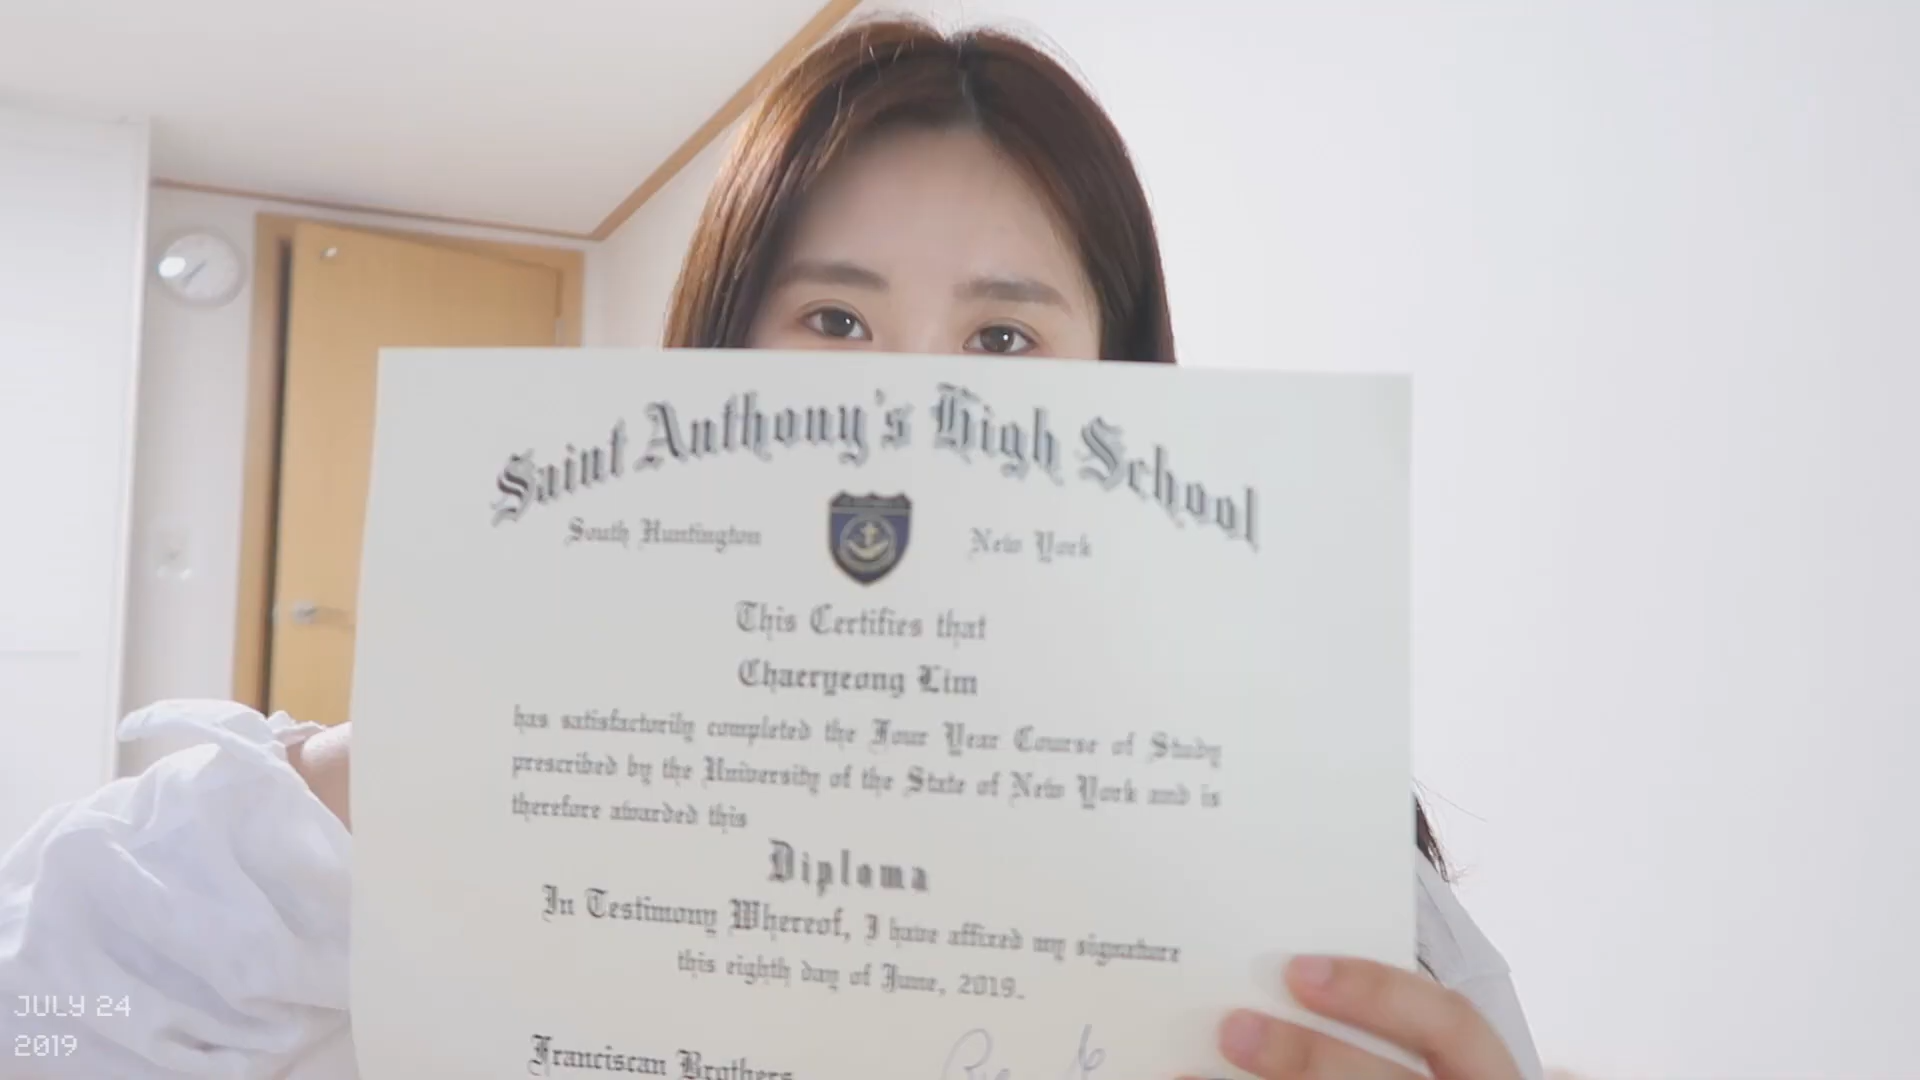 Saint Anthony's High School
South Huntington New York
This Certifies that
Chaeryeong Lim
has satisfactorily completed the Four Year Course of Study
prescribed by the University of the State of New York and is
therefore awarded this
Diploma
In Testimony Whereof, I have affixed my signature
this eighth day of June, 2019.
Franciscan Brothers
JULY 24
2019